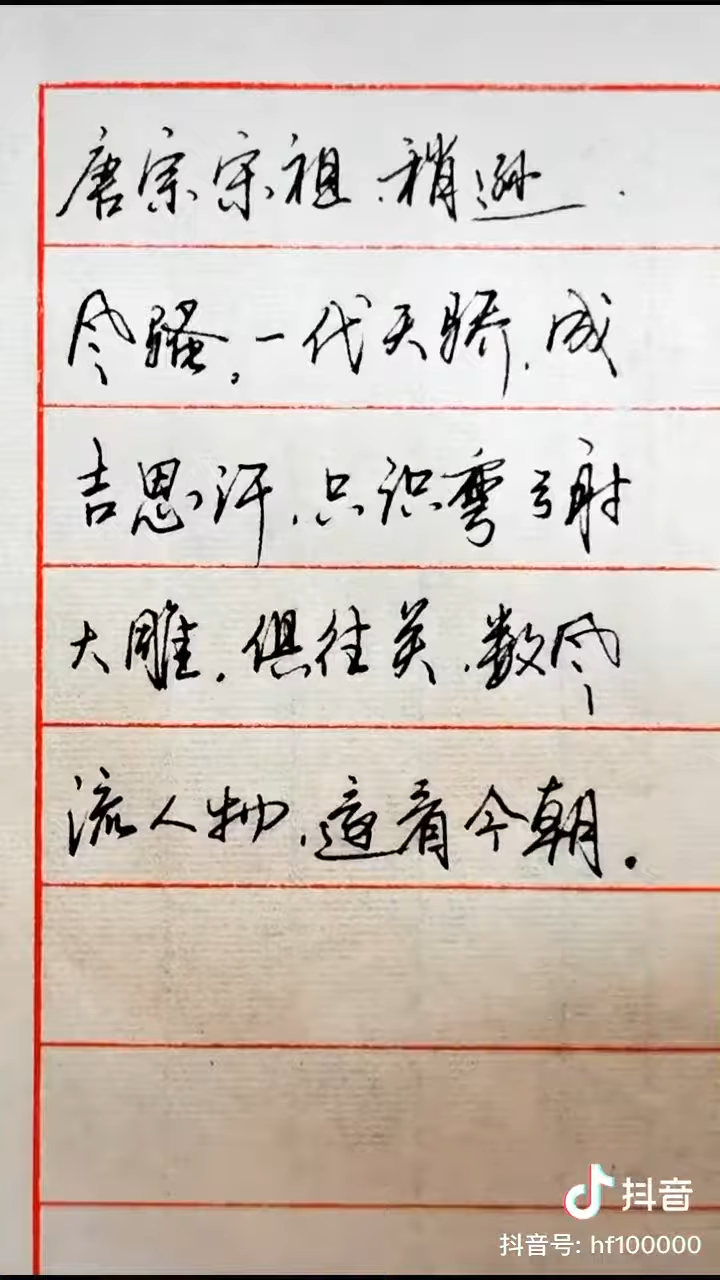 唐宗宋祖,稍逊
风骚。一代天骄,成
吉思汗,只识弯弓射
大雕。俱往矣,数风
流人物,还看今朝。
抖音
抖音号: hf100000